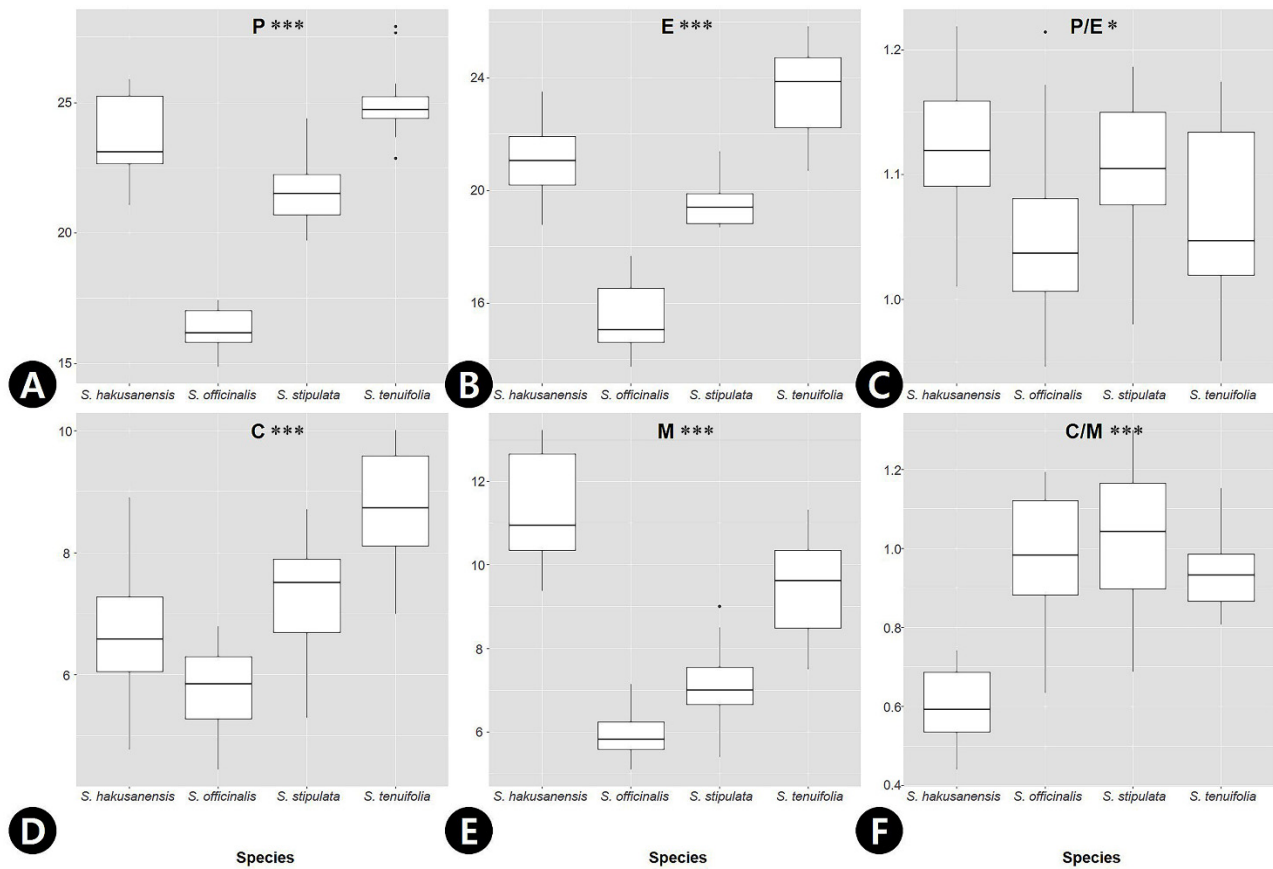 P ***
25
20
15
A
S. hakusanensis S. officinalis S. stipulata S. tenuifolia
E ***
24
20
16
B
S. hakusanensis S. officinalis S. stipulata S. tenuifolia
P/E *
1.2
1.1
1.0
C
S. hakusanensis S. officinalis S. stipulata S. tenuifolia
C ***
10
8
6
D
S. hakusanensis S. officinalis S. stipulata S. tenuifolia
Species
M ***
12
10
8
6
E
S. hakusanensis S. officinalis S. stipulata S. tenuifolia
Species
C/M ***
1.2
1.0
0.8
0.6
0.4
F
S. hakusanensis S. officinalis S. stipulata S. tenuifolia
Species